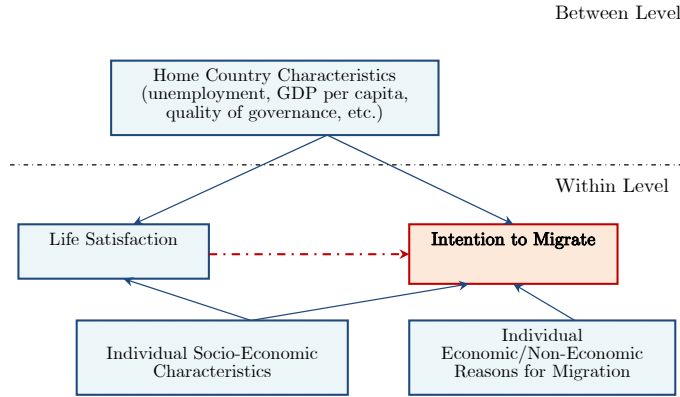 Between Level
Home Country Characteristics
(unemployment, GDP per capita,
quality of governance, etc.)
Within Level
Life Satisfaction
Intention to Migrate
Individual Socio-Economic
Characteristics
Individual
Economic/Non-Economic
Reasons for Migration